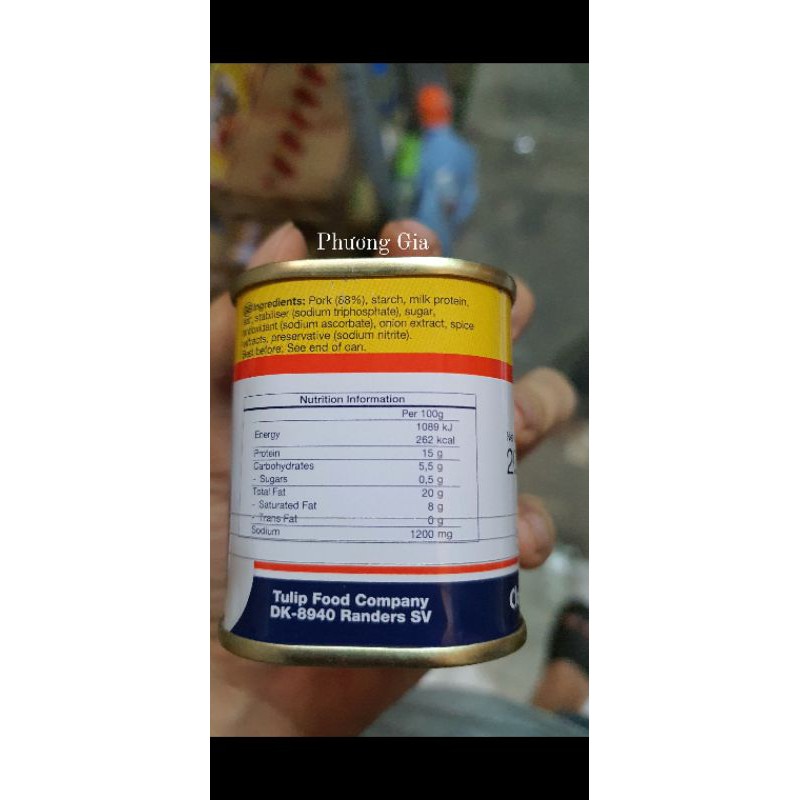 Phương Gia
Ingredients: Pork (68%), starch, milk protein,
stabiliser (sodium triphosphate), sugar,
antioxidant (sodium ascorbate), onion extract, spice
extracts, preservative (sodium nitrite).
Best before: See end of can.
Nutrition Information
Per 100g
Energy 1089 kJ
262 kcal
Protein 15 g
Carbohydrates 5,5 g
- Sugars 0,5 g
Total Fat 20 g
- Saturated Fat 8 g
- Trans Fat 0 g
Sodium 1200 mg
Tulip Food Company
DK-8940 Randers SV